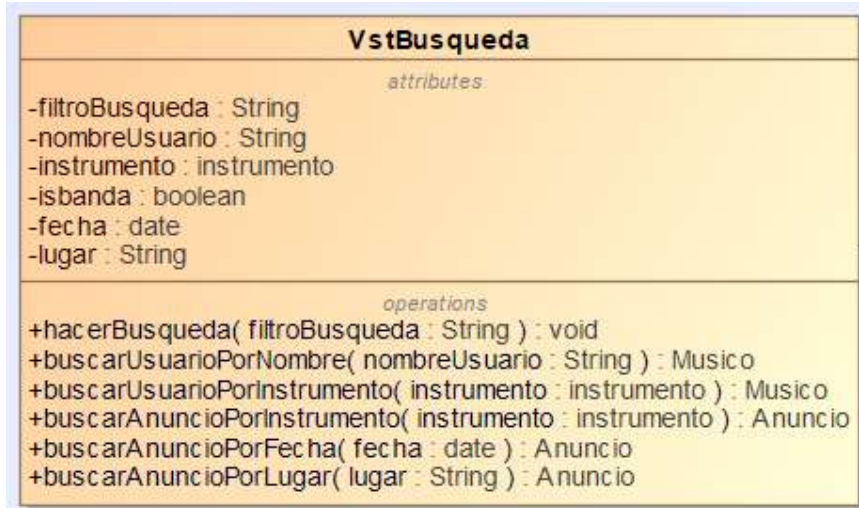 VstBusqueda
attributes
-filtroBusqueda : String
-nombreUsuario : String
-instrumento : instrumento
-isbanda : boolean
-fecha : date
-lugar : String
operations
+hacerBusqueda( filtroBusqueda : String ) : void
+buscarUsuarioPorNombre( nombreUsuario : String ) : Musico
+buscarUsuarioPorInstrumento( instrumento : instrumento ) : Musico
+buscarAnuncioPorInstrumento( instrumento : instrumento ) : Anuncio
+buscarAnuncioPorFecha( fecha : date ) : Anuncio
+buscarAnuncioPorLugar( lugar : String ) : Anuncio